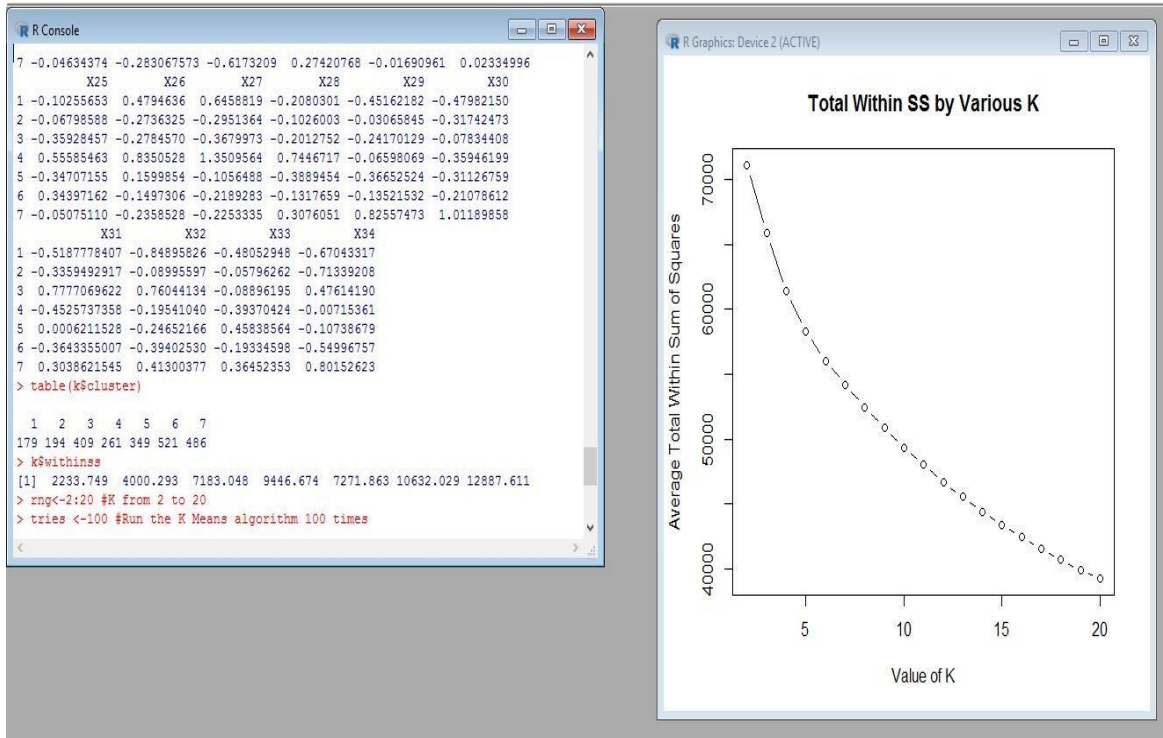 R Console
7 -0.04634374 -0.283067573 -0.6173209 0.27420768 -0.01690961 0.02334996
X25 X26 X27 X28 X29 X30
1 -0.10255653 0.4794636 0.6458819 -0.2080301 -0.45162182 -0.47982150
2 -0.06798588 -0.2736325 -0.2951364 -0.1026003 -0.03065845 -0.31742473
3 -0.35928457 -0.2784570 -0.3679973 -0.2012752 -0.24170129 -0.07834408
4 0.55585463 0.8350528 1.3509564 0.7446717 -0.06598069 -0.35946199
5 -0.34707155 0.1599854 -0.1056488 -0.3889454 -0.36652524 -0.31126759
6 0.34397162 -0.1497306 -0.2189283 -0.1317659 -0.13521532 -0.21078612
7 -0.05075110 -0.2358528 -0.2253335 0.3076051 0.82557473 1.01189858
X31 X32 X33 X34
1 -0.5187778407 -0.84895826 -0.48052948 -0.67043317
2 -0.3359492917 -0.08995597 -0.05796262 -0.71339208
3 0.7777069622 0.76044134 -0.08896195 0.47614190
4 -0.4525737358 -0.19541040 -0.39370424 -0.00715361
5 0.0006211528 -0.24652166 0.45838564 -0.10738679
6 -0.3643355007 -0.39402530 -0.19334598 -0.54996757
7 0.3038621545 0.41300377 0.36452353 0.80152623
> table(k$cluster)
1 2 3 4 5 6 7
179 194 409 261 349 521 486
> k$withinss
[1] 2233.749 4000.293 7183.048 9446.674 7271.863 10632.029 12887.611
> rng<-2:20 #K from 2 to 20
> tries <-100 #Run the K Means algorithm 100 times
R Graphics: Device 2 (ACTIVE)
Total Within SS by Various K
Average Total Within Sum of Squares
70000
60000
50000
40000
5 10 15 20
Value of K